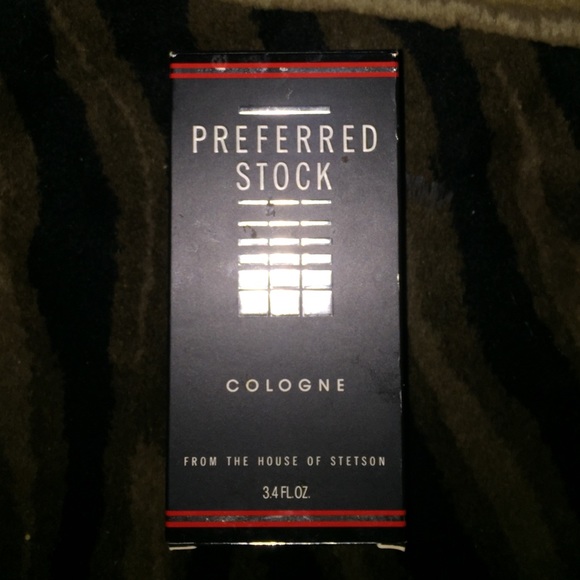 PREFERRED
STOCK
COLOGNE
FROM THE HOUSE OF STETSON
3.4 FL.OZ.